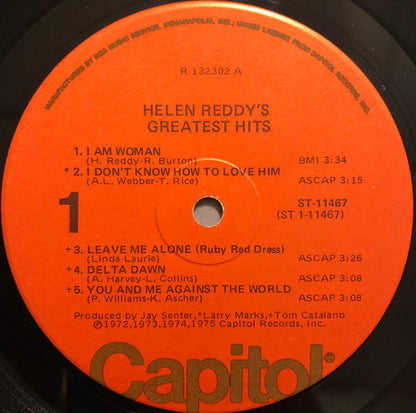 MANUFACTURED BY RCA MUSIC SERVICE, INDIANAPOLIS, IND.; UNDER LICENSE FROM CAPITOL RECORDS, INC.
R 132302 A
HELEN REDDY'S
GREATEST HITS
1. I AM WOMAN
(H. Reddy-R. Burton) BMI 3:34
* 2. I DON'T KNOW HOW TO LOVE HIM
(A.L. Webber-T. Rice) ASCAP 3:15
1
ST-11467
(ST 1-11467)
+3. LEAVE ME ALONE (Ruby Red Dress)
(Linda Laurie) ASCAP 3:26
+4. DELTA DAWN
(A. Harvey-L. Collins) ASCAP 3:08
+5. YOU AND ME AGAINST THE WORLD
(P. Williams-K. Ascher) ASCAP 3:08
Produced by Jay Senter,*Larry Marks,+Tom Catalano
Ⓟ1972,1973,1974,1975 Capitol Records, Inc.
Capitol®